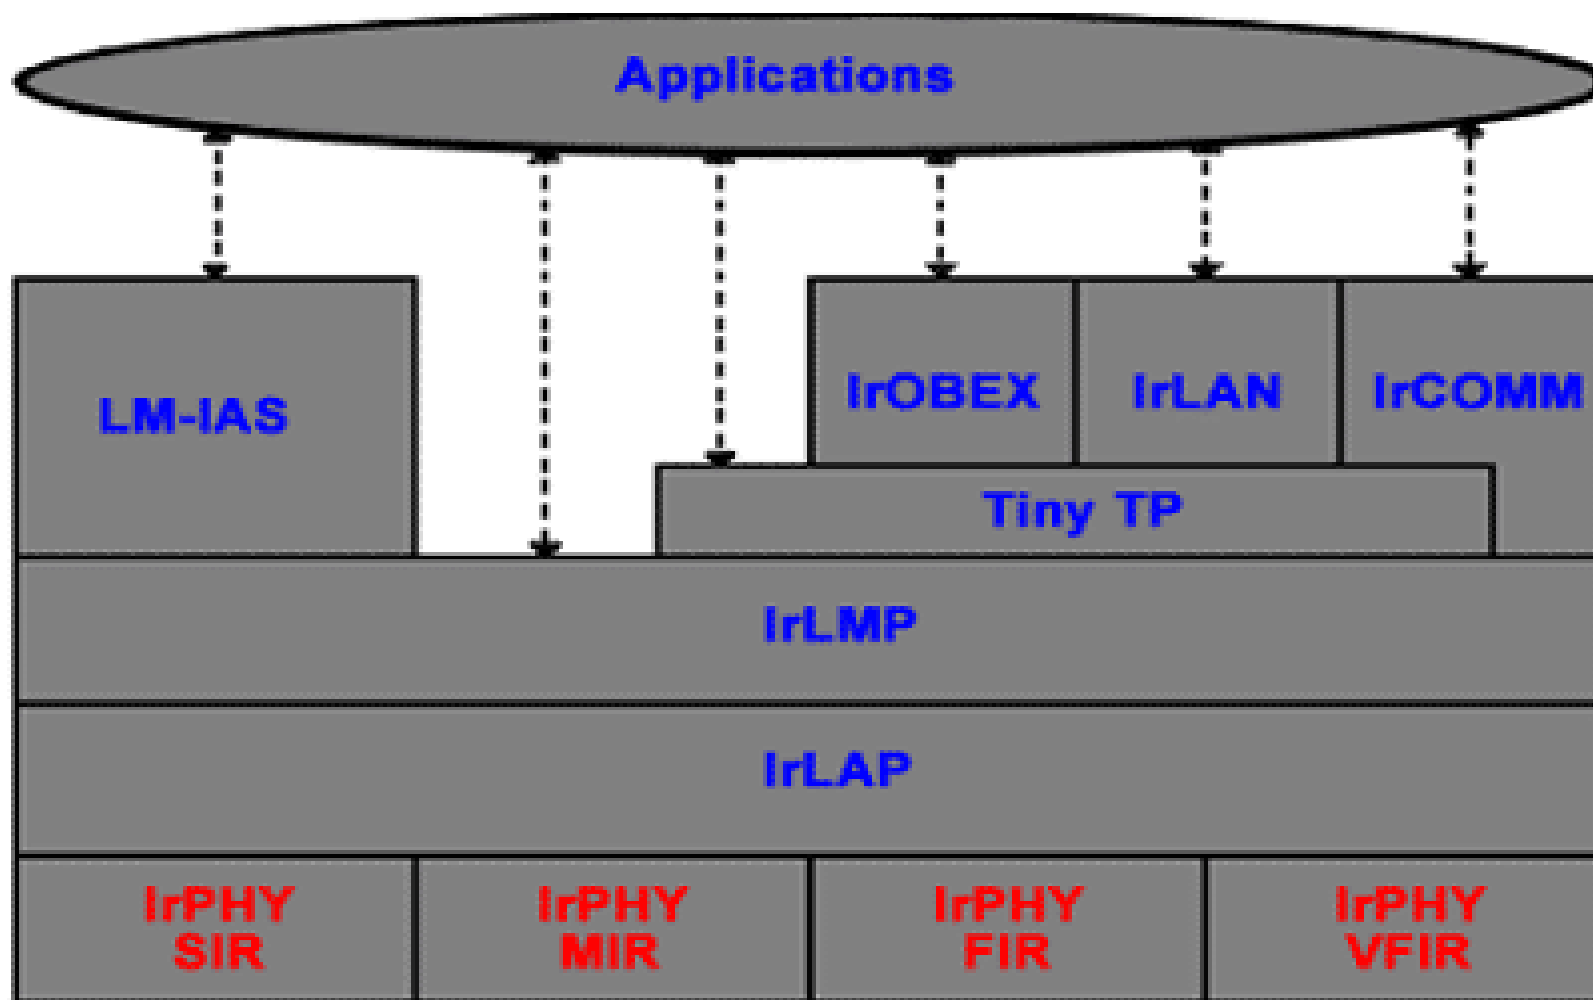 Applications
LM-IAS
IrOBEX
IrLAN
IrCOMM
Tiny TP
IrLMP
IrLAP
IrPHY
SIR
IrPHY
MIR
IrPHY
FIR
IrPHY
VFIR